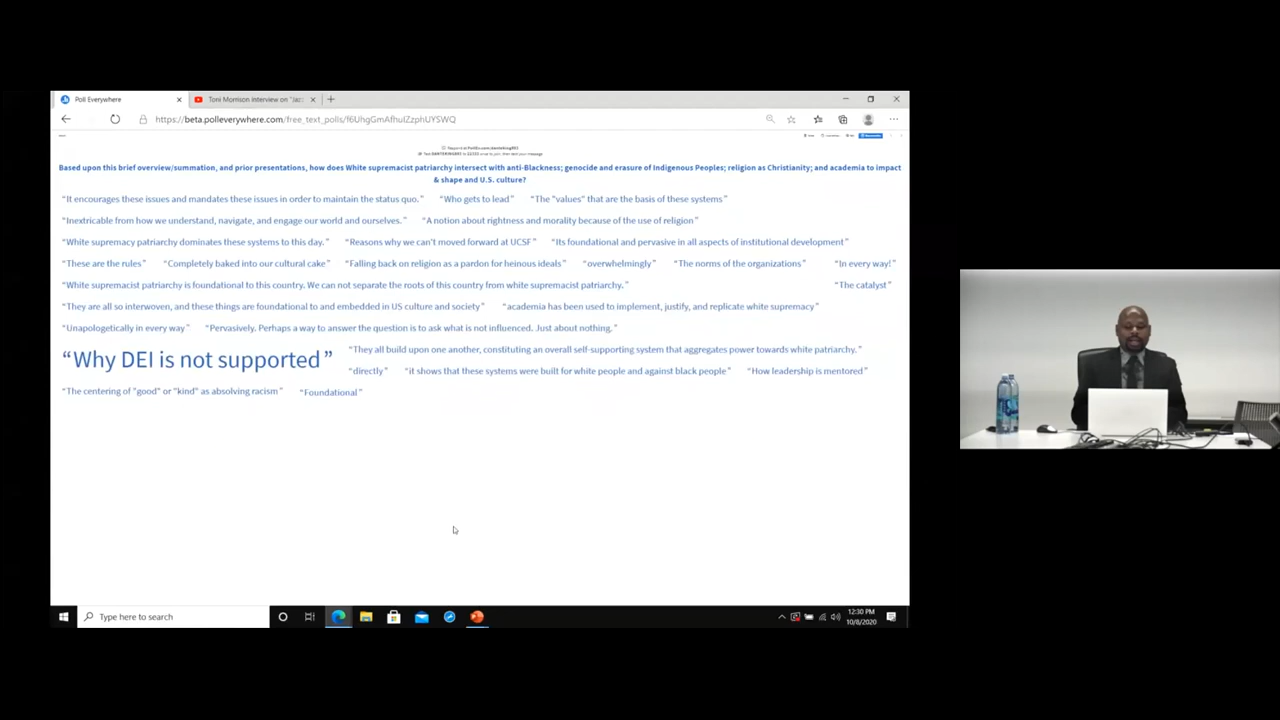 Poll Everywhere
Toni Morrison interview on "Jaz
https://beta.polleverywhere.com/free_text_polls/f6UhgGmAfhulZzphUYSWQ
Based upon this brief overview/summation, and prior presentations, how does White supremacist patriarchy intersect with anti-Blackness; genocide and erasure of Indigenous Peoples; religion as Christianity; and academia to impact
& shape and U.S. culture?
“It encourages these issues and mandates these issues in order to maintain the status quo.” “Who gets to lead” “The "values" that are the basis of these systems”
“Inextricable from how we understand, navigate, and engage our world and ourselves.” “A notion about rightness and morality because of the use of religion”
“White supremacy patriarchy dominates these systems to this day.” “Reasons why we can't moved forward at UCSF” “Its foundational and pervasive in all aspects of institutional development”
“These are the rules” “Completely baked into our cultural cake” “Falling back on religion as a pardon for heinous ideals” “overwhelmingly” “The norms of the organizations” “In every way!”
“White supremacist patriarchy is foundational to this country. We can not separate the roots of this country from white supremacist patriarchy.” “The catalyst”
“They are all so interwoven, and these things are foundational to and embedded in US culture and society” “academia has been used to implement, justify, and replicate white supremacy”
“Unapologetically in every way” “Pervasively. Perhaps a way to answer the question is to ask what is not influenced. Just about nothing.”
“Why DEI is not supported” “They all build upon one another, constituting an overall self-supporting system that aggregates power towards white patriarchy.”
“directly” “it shows that these systems were built for white people and against black people” “How leadership is mentored”
“The centering of "good" or "kind" as absolving racism” “Foundational”
Type here to search
12:30 PM
10/8/2020